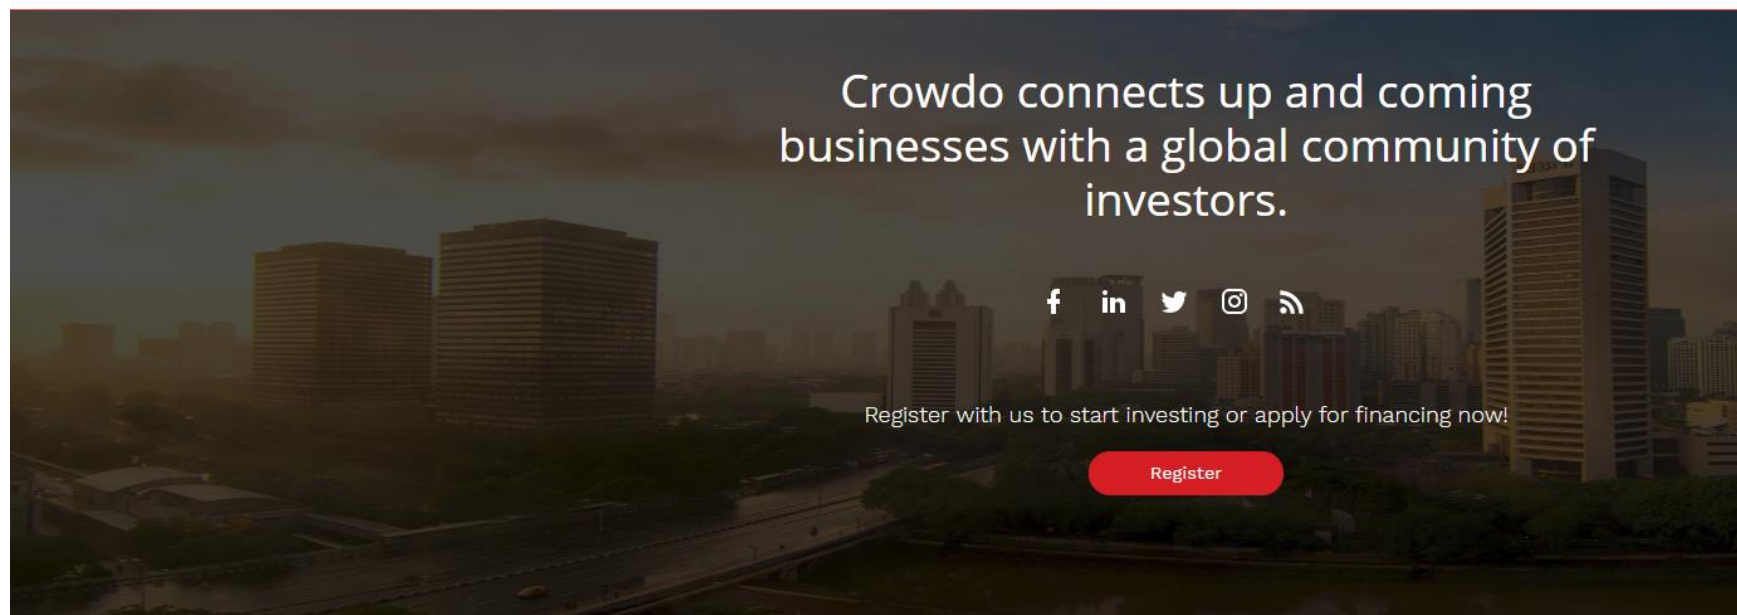 Crowdo connects up and coming
businesses with a global community of
investors.
Register with us to start investing or apply for financing now!
Register